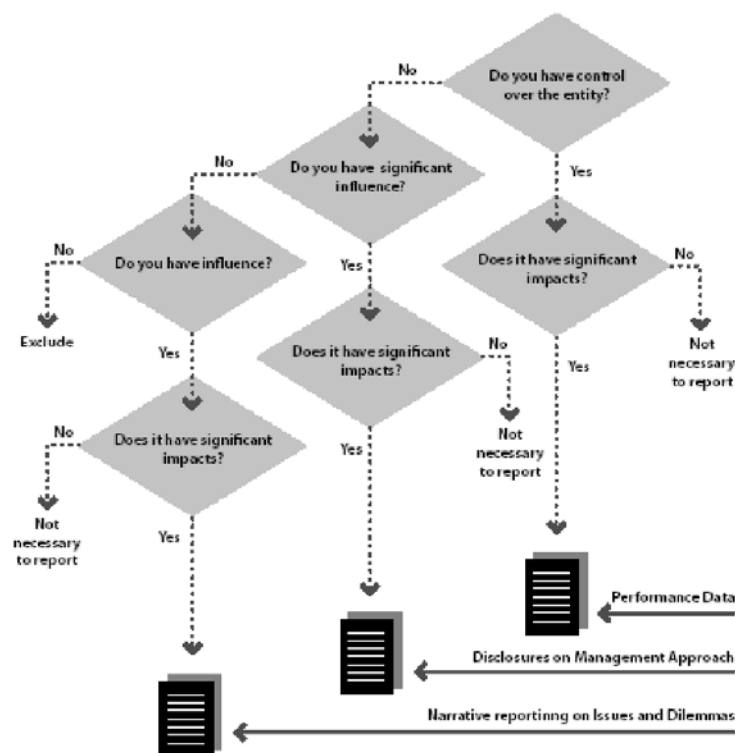 No
Do you have control
over the entity?
No
Do you have significant
influence?
Yes
No
Do you have influence?
Yes
Does it have significant
impacts?
No
Exclude
Yes
Does it have significant
impacts?
No
Yes
Not
necessary
to report
No
Does it have significant
impacts?
Yes
Not
necessary
to report
Not
necessary
to report
Yes
Performance Data
Disclosures on Management Approach
Narrative reportinng on Issues and Dilemmas